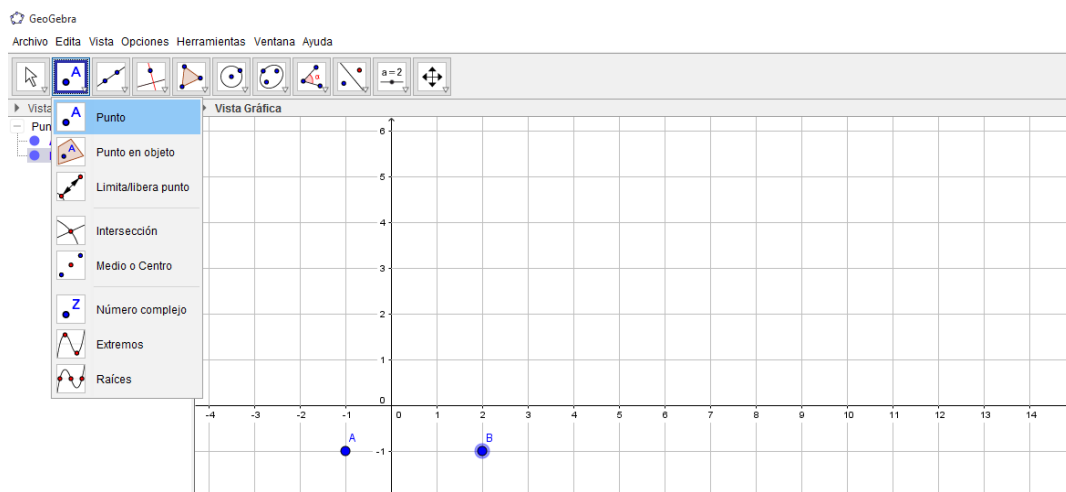 GeoGebra
Archivo Edita Vista Opciones Herramientas Ventana Ayuda
A
α
a=2
Vista
Vista Gráfica
Pun
A Punto
A Punto en objeto
Limita/libera punto
Intersección
Medio o Centro
Z Número complejo
Extremos
Raíces
6
5
4
3
2
1
0
-4 -3 -2 -1 0 1 2 3 4 5 6 7 8 9 10 11 12 13 14
A B
-1